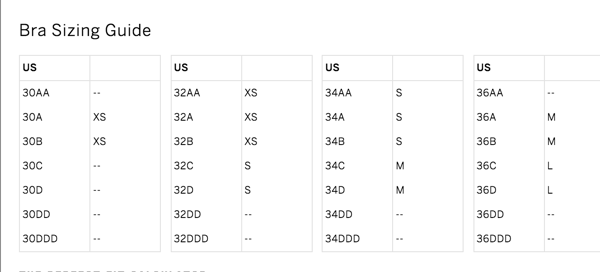 Bra Sizing Guide
US US US US
30AA -- 32AA XS 34AA S 36AA --
30A XS 32A XS 34A S 36A M
30B XS 32B XS 34B S 36B M
30C -- 32C S 34C M 36C L
30D -- 32D S 34D M 36D L
30DD -- 32DD -- 34DD -- 36DD --
30DDD -- 32DDD -- 34DDD -- 36DDD --